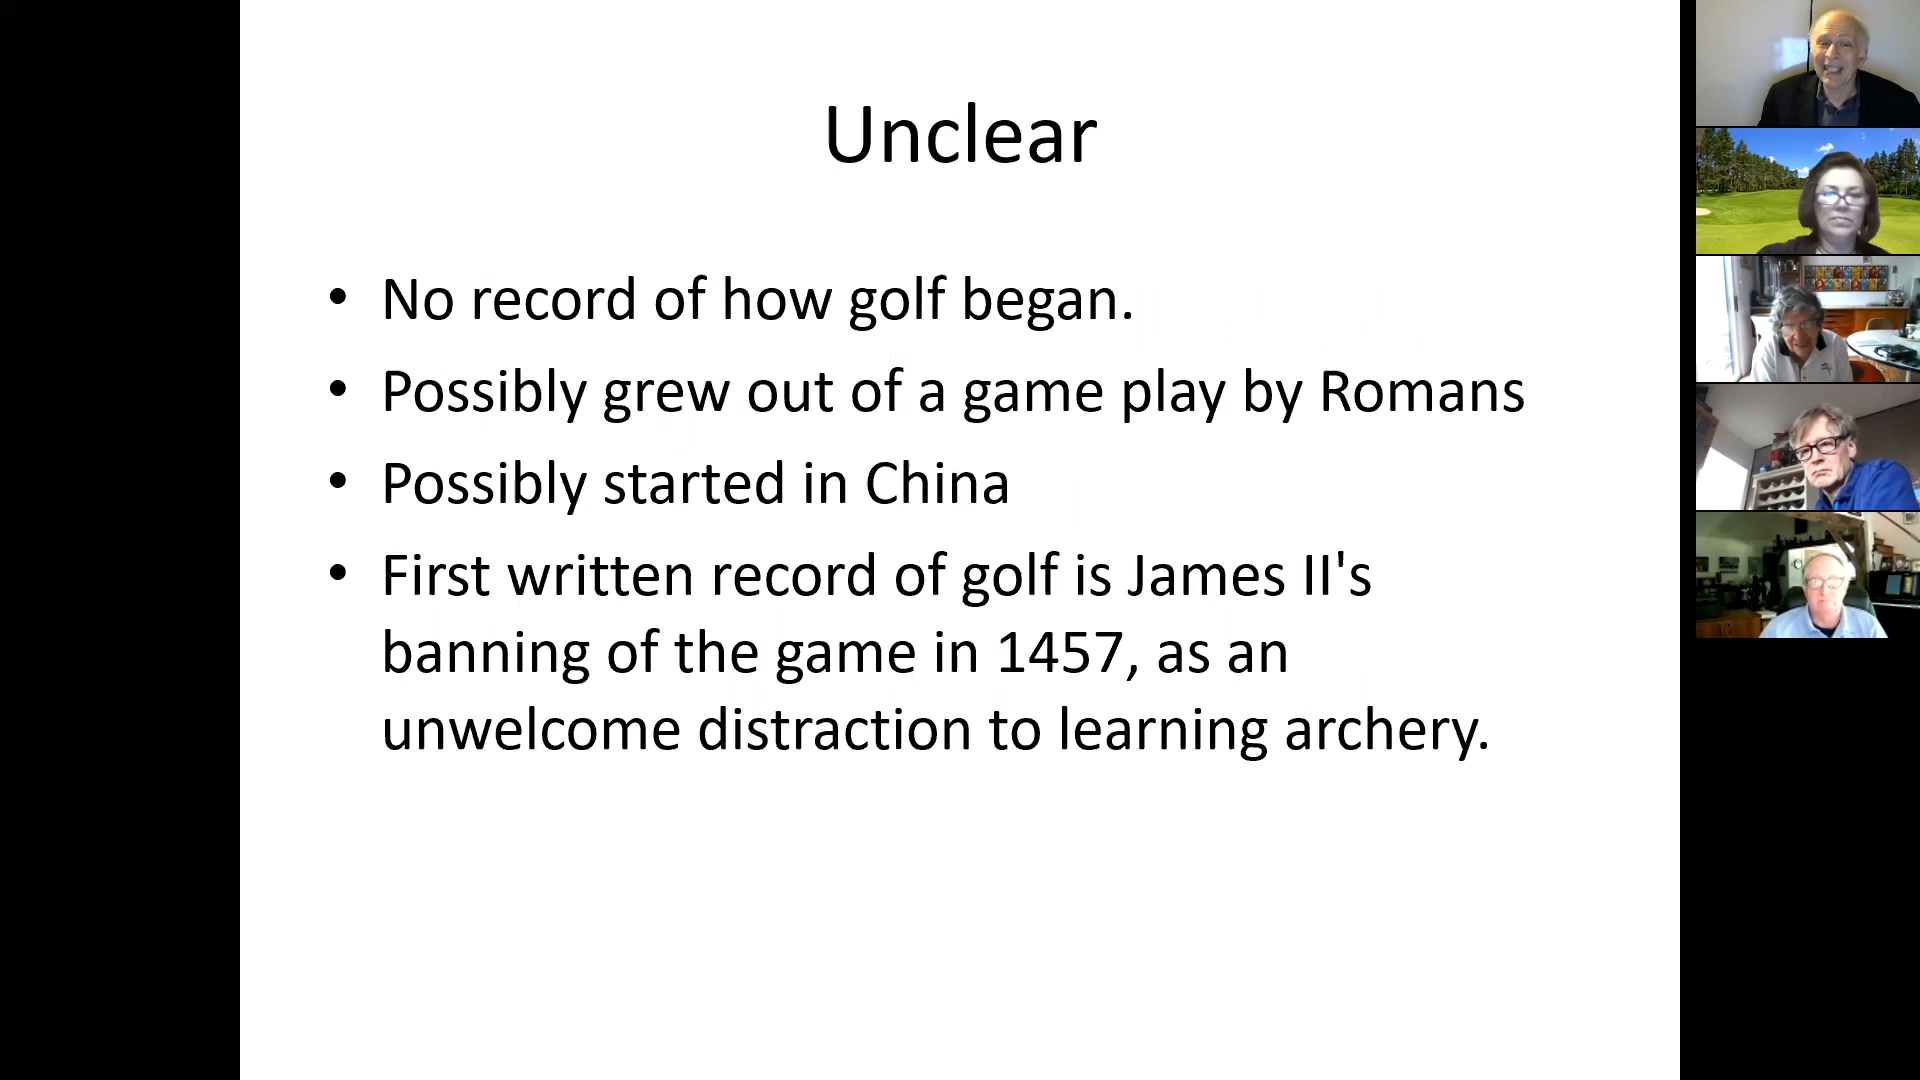 Unclear
• No record of how golf began.
• Possibly grew out of a game play by Romans
• Possibly started in China
• First written record of golf is James II's
banning of the game in 1457, as an
unwelcome distraction to learning archery.